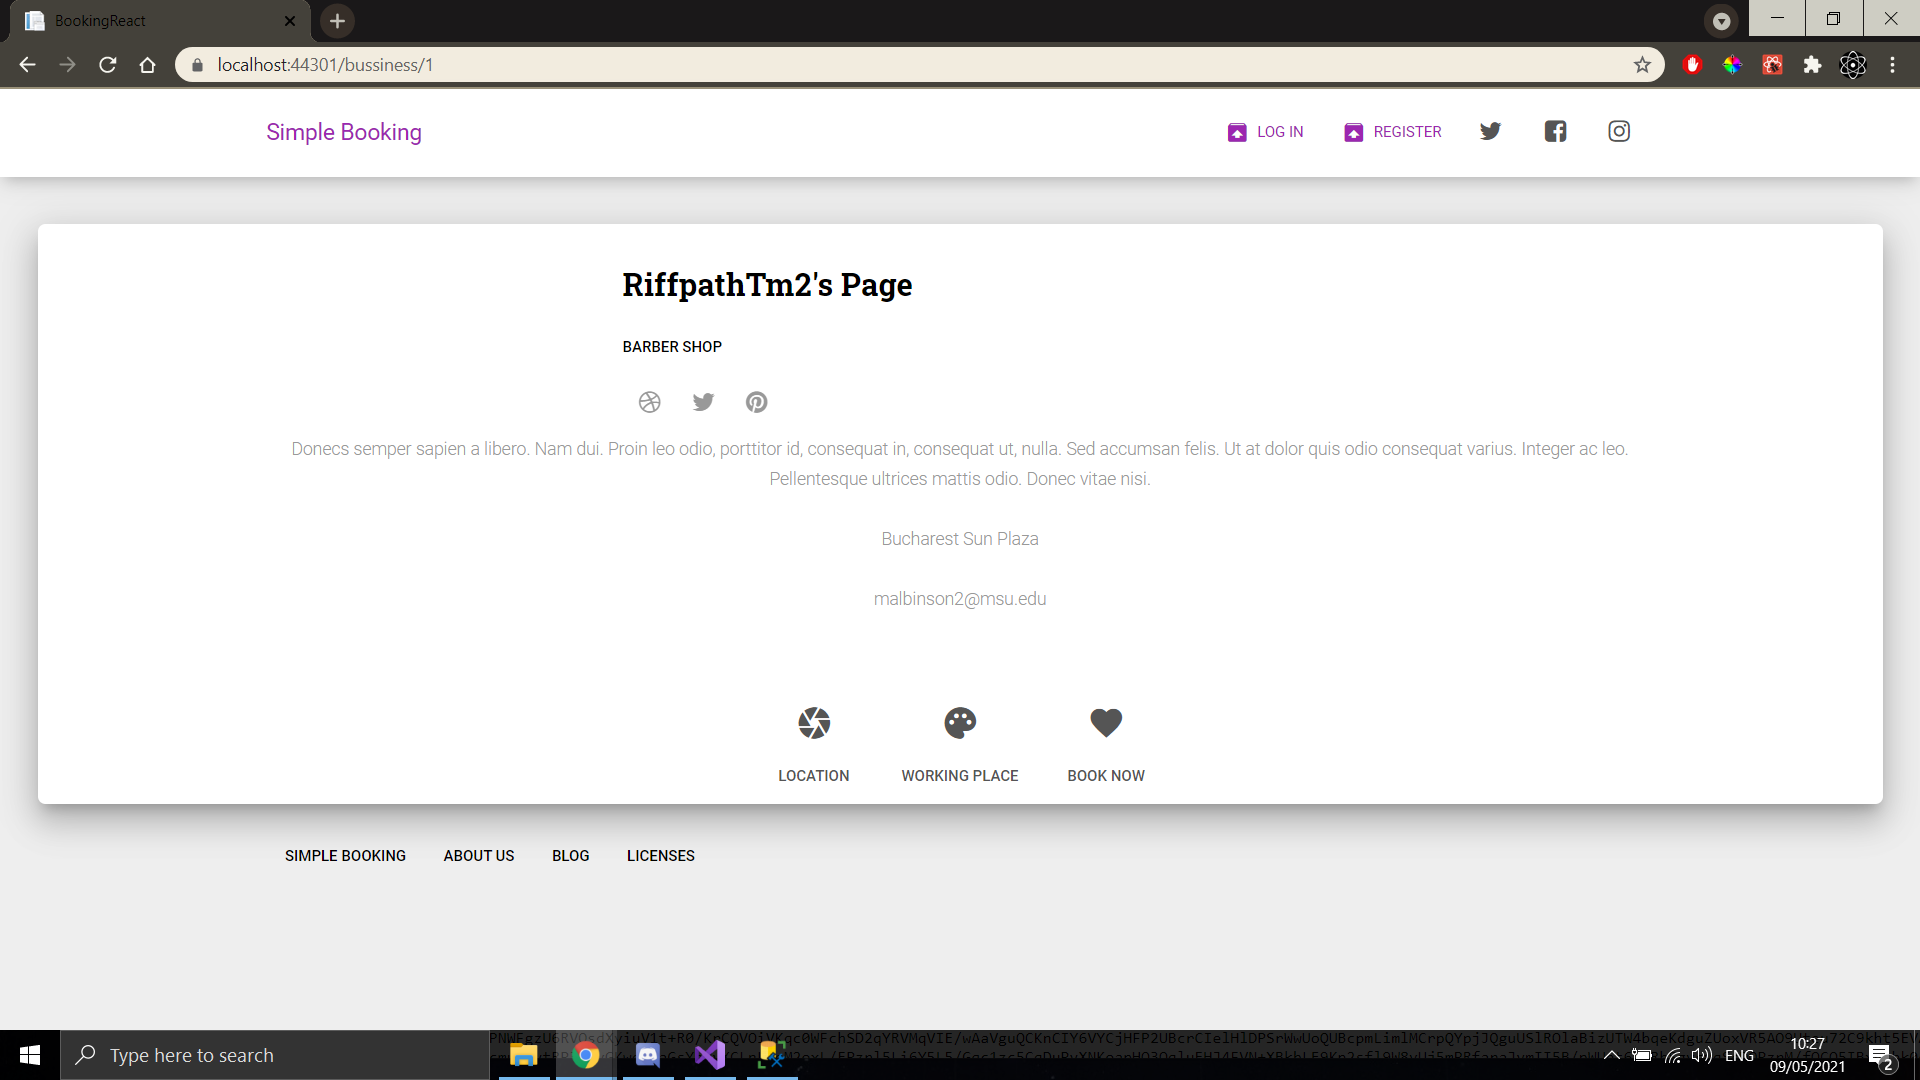 BookingReact
localhost:44301/bussiness/1
Simple Booking
LOG IN
REGISTER
RiffpathTm2's Page
BARBER SHOP
Donecs semper sapien a libero. Nam dui. Proin leo odio, porttitor id, consequat in, consequat ut, nulla. Sed accumsan felis. Ut at dolor quis odio consequat varius. Integer ac leo.
Pellentesque ultrices mattis odio. Donec vitae nisi.
Bucharest Sun Plaza
malbinson2@msu.edu
LOCATION
WORKING PLACE
BOOK NOW
SIMPLE BOOKING
ABOUT US
BLOG
LICENSES
Type here to search
ENG
10:27
09/05/2021
2